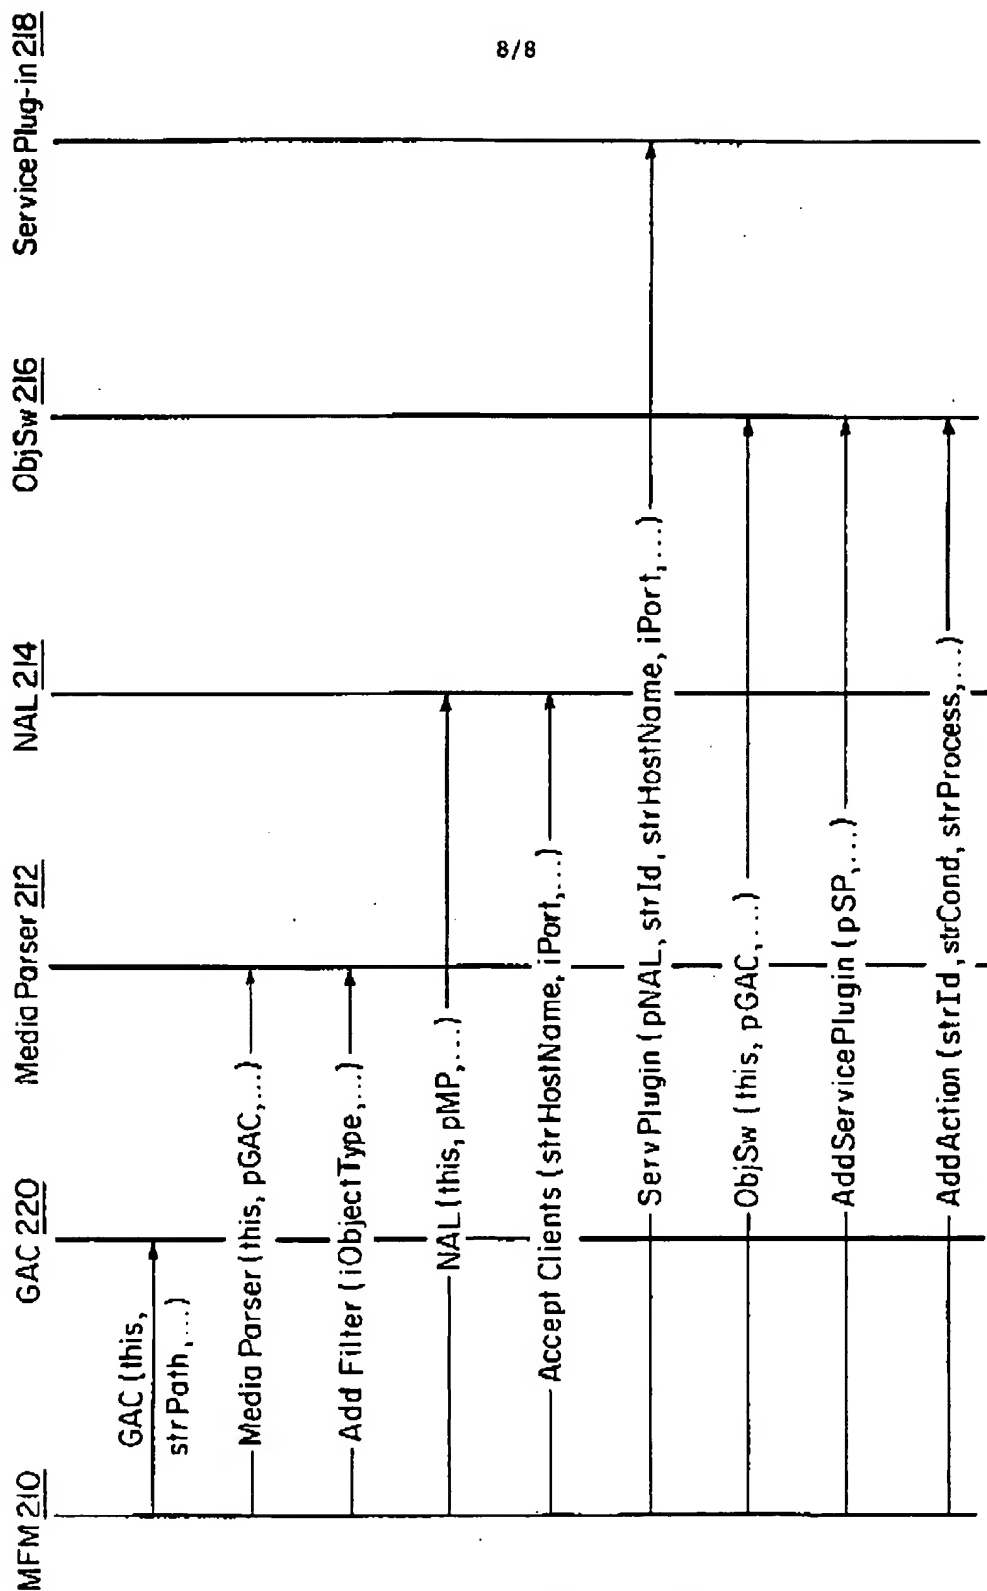 8/8
MFM 210
GAC 220
Media Parser 212
NAL 214
ObjSw 216
Service Plug-in 218
GAC (this,
strPath,...)
Media Parser (this, pGAC,...)
Add Filter (iObjectType,...)
NAL (this, pMP,...)
Accept Clients (strHostName, iPort,...)
ServPlugin (pNAL, strId, strHostName, iPort,...)
ObjSw (this, pGAC,...)
AddServicePlugin (pSP,...)
AddAction (strId, strCond, strProcess,...)